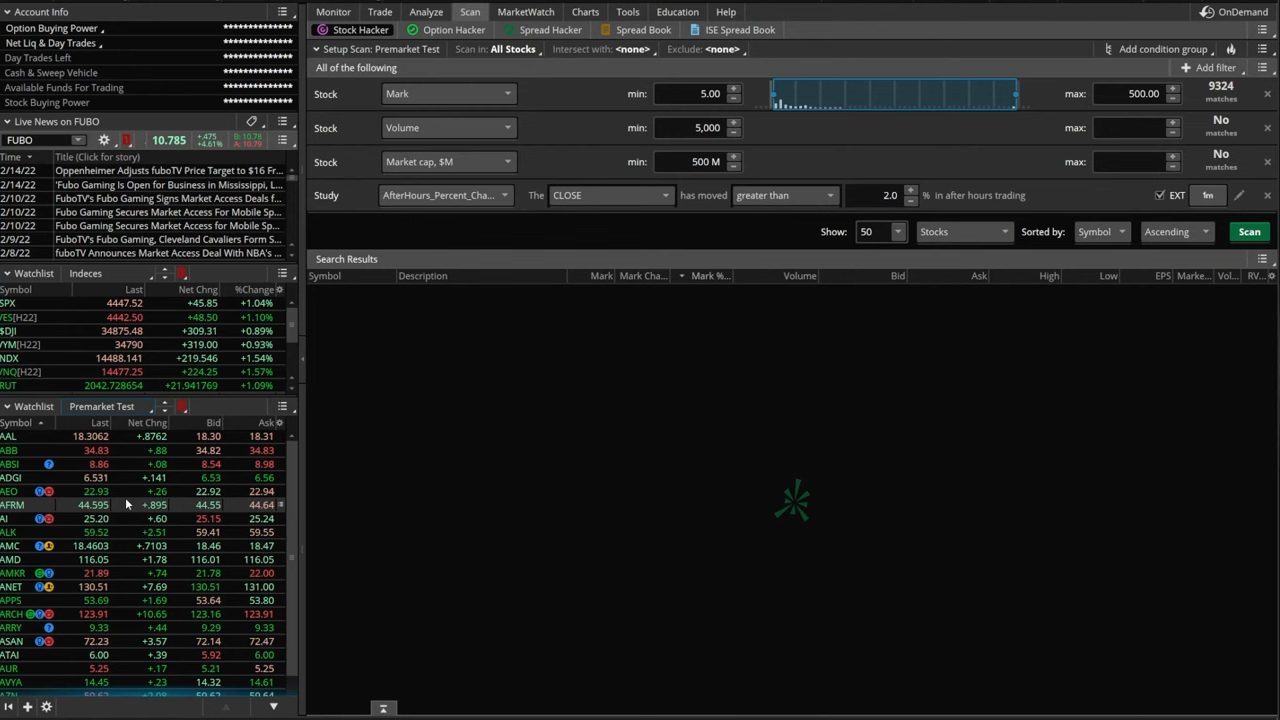 Account Info
Option Buying Power ******************
Net Liq & Day Trades ******************
Days Trades Left ******************
Cash & Sweep Vehicle ******************
Available Funds For Trading ******************
Stock Buying Power ******************
Live News on FUBO
FUBO 10.785 +.475 +4.61% B: 10.78 A: 10.79
Time Title (Click for story)
2/14/22 Oppenheimer Adjusts fuboTV Price Target to $16 Fr...
2/14/22 'Fubo Gaming Is Open for Business in Mississippi, L...
2/10/22 FuboTV's Fubo Gaming Signs Market Access Deals f...
2/10/22 Fubo Gaming Secures Market Access For Mobile Sp...
2/10/22 Fubo Gaming Secures Market Access for Mobile Sp...
2/9/22 FuboTV's Fubo Gaming, Cleveland Cavaliers Form S...
2/8/22 fuboTV Announces Market Access Deal With NBA's ...
Watchlist Indeces
Symbol Last Net Chng %Change
SPX 4447.52 +45.85 +1.04%
/ES[H22] 4442.50 +48.50 +1.10%
$DJI 34875.48 +309.31 +0.89%
/YM[H22] 34790 +319.00 +0.93%
NDX 14488.141 +219.546 +1.54%
/NQ[H22] 14477.25 +224.25 +1.57%
RUT 2042.728654 +21.941769 +1.09%
Watchlist Premarket Test
Symbol Last Net Chng Bid Ask
AAL 18.3062 +.8762 18.30 18.31
ABB 34.83 +.88 34.82 34.83
ABSI 8.86 +.08 8.54 8.98
ADGI 6.531 +.141 6.53 6.56
AEO 22.93 +.26 22.92 22.94
AFRM 44.595 +.895 44.55 44.64
AI 25.20 +.60 25.15 25.24
ALK 59.52 +2.51 59.41 59.55
AMC 18.4603 +.7103 18.46 18.47
AMD 116.05 +1.78 116.01 116.05
AMKR 21.89 +.74 21.78 22.00
ANET 130.51 +7.69 130.51 131.00
APPS 53.69 +1.69 53.64 53.80
ARCH 123.91 +10.65 123.16 123.91
ARRY 9.33 +.44 9.29 9.33
ASAN 72.23 +3.57 72.14 72.47
ATAI 6.00 +.39 5.92 6.00
AUR 5.25 +.17 5.21 5.25
AVYA 14.45 +.23 14.32 14.61
AZN 59.62 +2.08 59.62 59.64
Monitor Trade Analyze Scan MarketWatch Charts Tools Education Help OnDemand
Stock Hacker Option Hacker Spread Hacker Spread Book ISE Spread Book
Setup Scan: Premarket Test Scan in: All Stocks Intersect with: <none> Exclude: <none> Add condition group
All of the following Add filter
Stock Mark min: 5.00 max: 500.00 9324 matches
Stock Volume min: 5,000 max: No matches
Stock Market cap, $M min: 500 M max: No matches
Study AfterHours_Percent_Cha... The CLOSE has moved greater than 2.0 % in after hours trading EXT 1m
Show: 50 Stocks Sorted by: Symbol Ascending Scan
Search Results
Symbol Description Mark Mark Cha... Mark %... Volume Bid Ask High Low EPS Marke... Vol... RV...